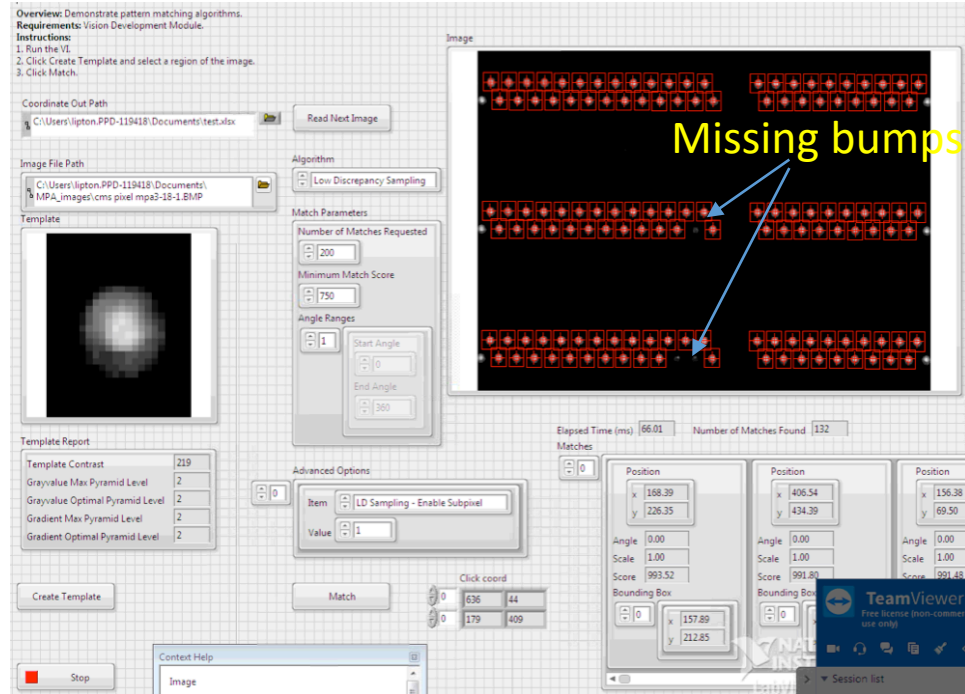 Overview: Demonstrate pattern matching algorithms.
Requirements: Vision Development Module.
Instructions:
1. Run the VI.
2. Click Create Template and select a region of the image.
3. Click Match.
Coordinate Out Path
C:\Users\lipton.PPD-119418\Documents\test.xlsx
Read Next Image
Image File Path
C:\Users\lipton.PPD-119418\Documents\
MPA_images\cms pixel mpa3-18-1.BMP
Algorithm
Low Discrepancy Sampling
Template
Match Parameters
Number of Matches Requested
200
Minimum Match Score
750
Angle Ranges
1
Start Angle
0
End Angle
360
Image
Missing bumps
Template Report
Template Contrast 219
Grayvalue Max Pyramid Level 2
Grayvalue Optimal Pyramid Level 2
Gradient Max Pyramid Level 2
Gradient Optimal Pyramid Level 2
Advanced Options
0
Item LD Sampling - Enable Subpixel
Value 1
Elapsed Time (ms) 66.01 Number of Matches Found 132
Matches
0
Position
x 168.39
y 226.35
Angle 0.00
Scale 1.00
Score 993.52
Bounding Box
0
x 157.89
y 212.85
Position
x 406.54
y 434.39
Angle 0.00
Scale 1.00
Score 991.80
Bounding Box
0
Position
x 156.38
y 69.50
Angle 0.00
Scale 1.00
Score 991.48
Create Template
Match
Click coord
0 636 44
0 179 409
Stop
Context Help
Image
TeamViewer
Free license (non-commer
use only)
Session list